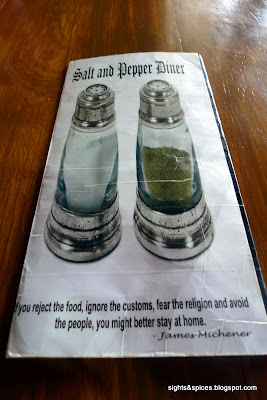 Salt and Pepper Diner
If you reject the food, ignore the customs, fear the religion and avoid
the people, you might better stay at home.
- James Michener
sights&spices.blogspot.com